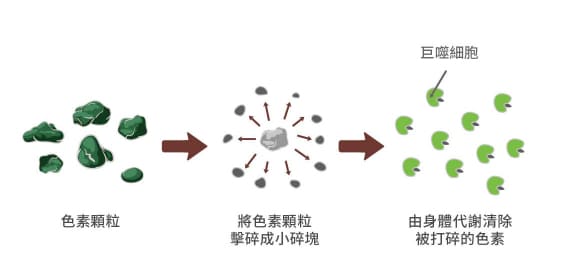 巨噬細胞
色素顆粒
將色素顆粒
擊碎成小碎塊
由身體代謝清除
被打碎的色素